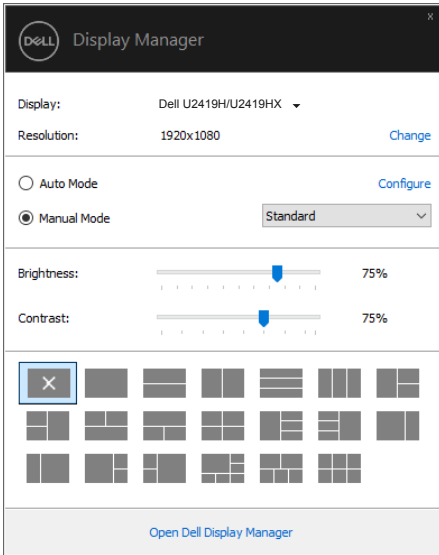 x
DELL Display Manager
Display: Dell U2419H/U2419HX
Resolution: 1920x1080 Change
Auto Mode Configure
Manual Mode Standard
Brightness: 75%
Contrast: 75%
Open Dell Display Manager